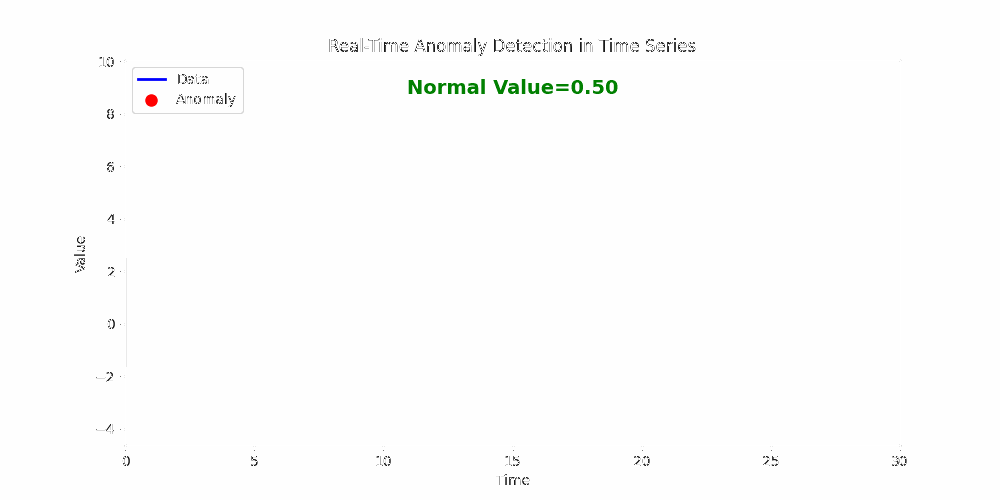 Real-Time Anomaly Detection in Time Series
Normal Value=0.50
Data
Anomaly
Value
10
8
6
4
2
0
−2
−4
0 5 10 15 20 25 30
Time